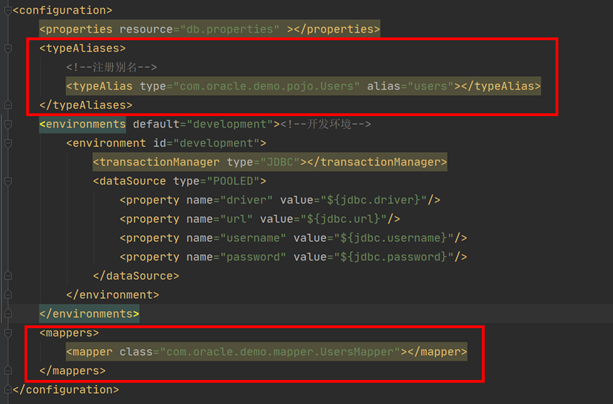 <configuration>
<properties resource="db.properties" ></properties>
<typeAliases>
<!--注册别名-->
<typeAlias type="com.oracle.demo.pojo.Users" alias="users"></typeAlias>
</typeAliases>
<environments default="development"><!--开发环境-->
<environment id="development">
<transactionManager type="JDBC"></transactionManager>
<dataSource type="POOLED">
<property name="driver" value="${jdbc.driver}"/>
<property name="url" value="${jdbc.url}"/>
<property name="username" value="${jdbc.username}"/>
<property name="password" value="${jdbc.password}"/>
</dataSource>
</environment>
</environments>
<mappers>
<mapper class="com.oracle.demo.mapper.UsersMapper"></mapper>
</mappers>
</configuration>